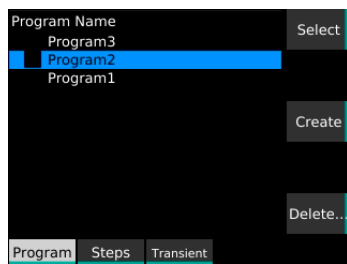 Program Name
Program3
Program2
Program1
Select
Create
Delete...
Program
Steps
Transient